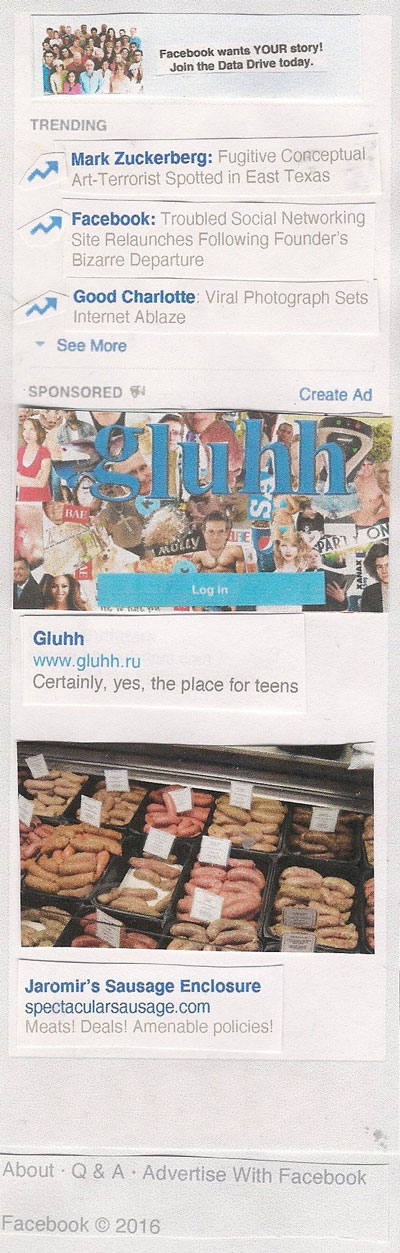 Facebook wants YOUR story!
Join the Data Drive today.
TRENDING
Mark Zuckerberg: Fugitive Conceptual
Art-Terrorist Spotted in East Texas
Facebook: Troubled Social Networking
Site Relaunches Following Founder's
Bizarre Departure
Good Charlotte: Viral Photograph Sets
Internet Ablaze
See More
SPONSORED
Create Ad
gluhh
BAE
MOLLY
PARTY ON
XANAX
Log in
Gluhh
www.gluhh.ru
Certainly, yes, the place for teens
Jaromir's Sausage Enclosure
spectacularsausage.com
Meats! Deals! Amenable policies!
About · Q & A · Advertise With Facebook
Facebook © 2016